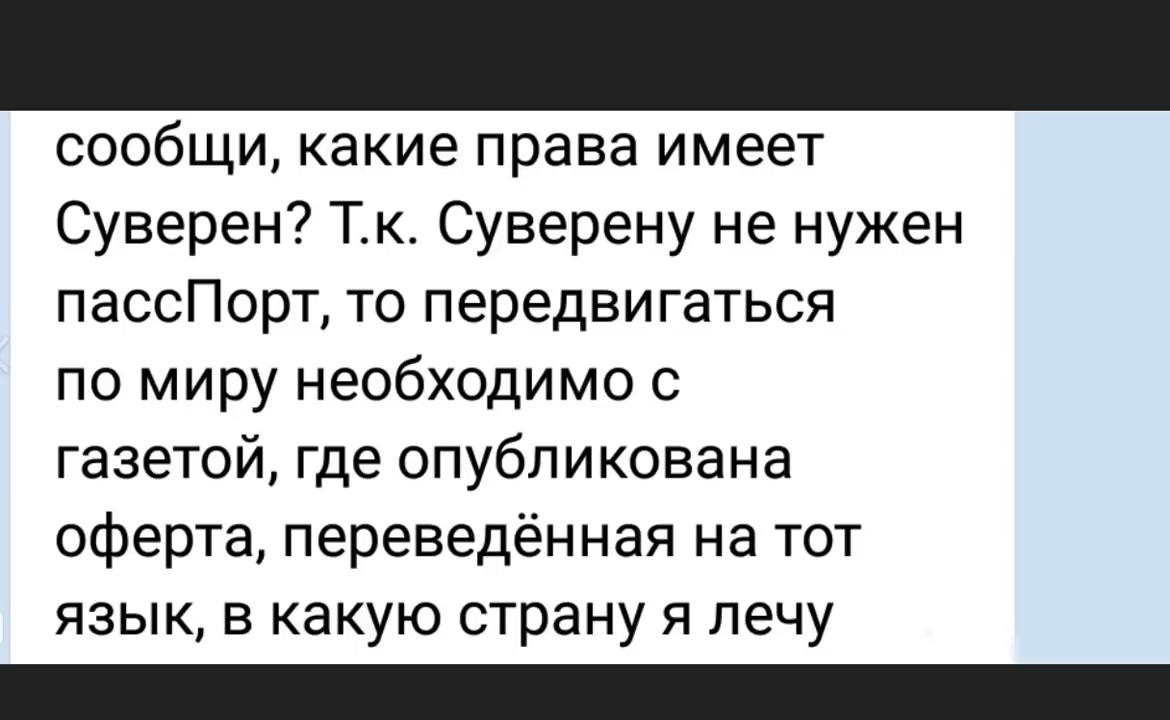 сообщи, какие права имеет
Суверен? Т.к. Суверену не нужен
пассПорт, то передвигаться
по миру необходимо с
газетой, где опубликована
оферта, переведённая на тот
язык, в какую страну я лечу